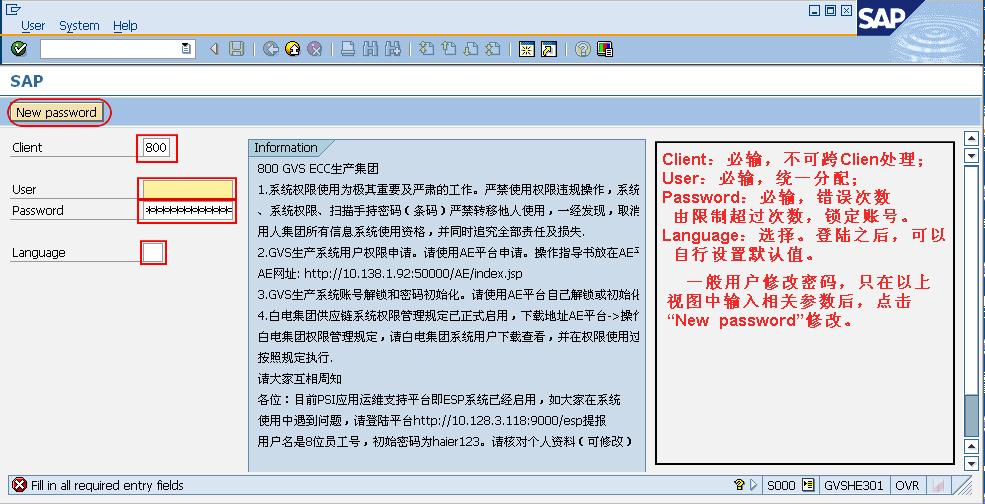 User System Help
SAP
SAP
New password
Client 800
User
Password ************
Language
Information
800 GVS ECC生产集团
1.系统权限使用为极其重要及严肃的工作。严禁使用权限违规操作，系统
、系统权限、扫描手持密码（条码）严禁转移他人使用，一经发现，取消
用人集团所有信息系统使用资格，并同时追究全部责任及损失.
2.GVS生产系统用户权限申请。请使用AE平台申请。操作指导书放在AE平
AE网址: http://10.138.1.92:50000/AE/index.jsp
3.GVS生产系统账号解锁和密码初始化。请使用AE平台自己解锁或初始化
4.白电集团供应链系统权限管理规定已正式启用，下载地址AE平台->操作
白电集团权限管理规定，请白电集团系统用户下载查看，并在权限使用过
按照规定执行.
请大家互相周知
各位：目前PSI应用运维支持平台即ESP系统已经启用，如大家在系统
使用中遇到问题，请登陆平台http://10.128.3.118:9000/esp提报
用户名是8位员工号，初始密码为haier123。请核对个人资料（可修改）
Client：必输，不可跨Clien处理；
User：必输，统一分配；
Password：必输，错误次数
由限制超过次数，锁定账号。
Language：选择。登陆之后，可以
自行设置默认值。
一般用户修改密码，只在以上
视图中输入相关参数后，点击
“New password”修改。
Fill in all required entry fields
S000 GVSHE301 OVR